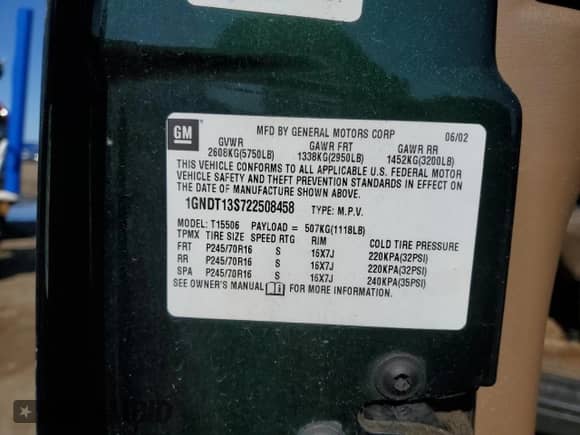 GM
MFD BY GENERAL MOTORS CORP 06/02
GVWR GAWR FRT GAWR RR
2608KG(5750LB) 1338KG(2950LB) 1452KG(3200LB)
THIS VEHICLE CONFORMS TO ALL APPLICABLE U.S. FEDERAL MOTOR
VEHICLE SAFETY AND THEFT PREVENTION STANDARDS IN EFFECT ON
THE DATE OF MANUFACTURE SHOWN ABOVE.
1GNDT13S722508458 TYPE: M.P.V.
MODEL: T15506 PAYLOAD = 507KG(1118LB)
TPMX TIRE SIZE SPEED RTG RIM COLD TIRE PRESSURE
FRT P245/70R16 S 16X7J 220KPA(32PSI)
RR P245/70R16 S 16X7J 220KPA(32PSI)
SPA P245/70R16 S 16X7J 240KPA(35PSI)
SEE OWNER'S MANUAL FOR MORE INFORMATION.